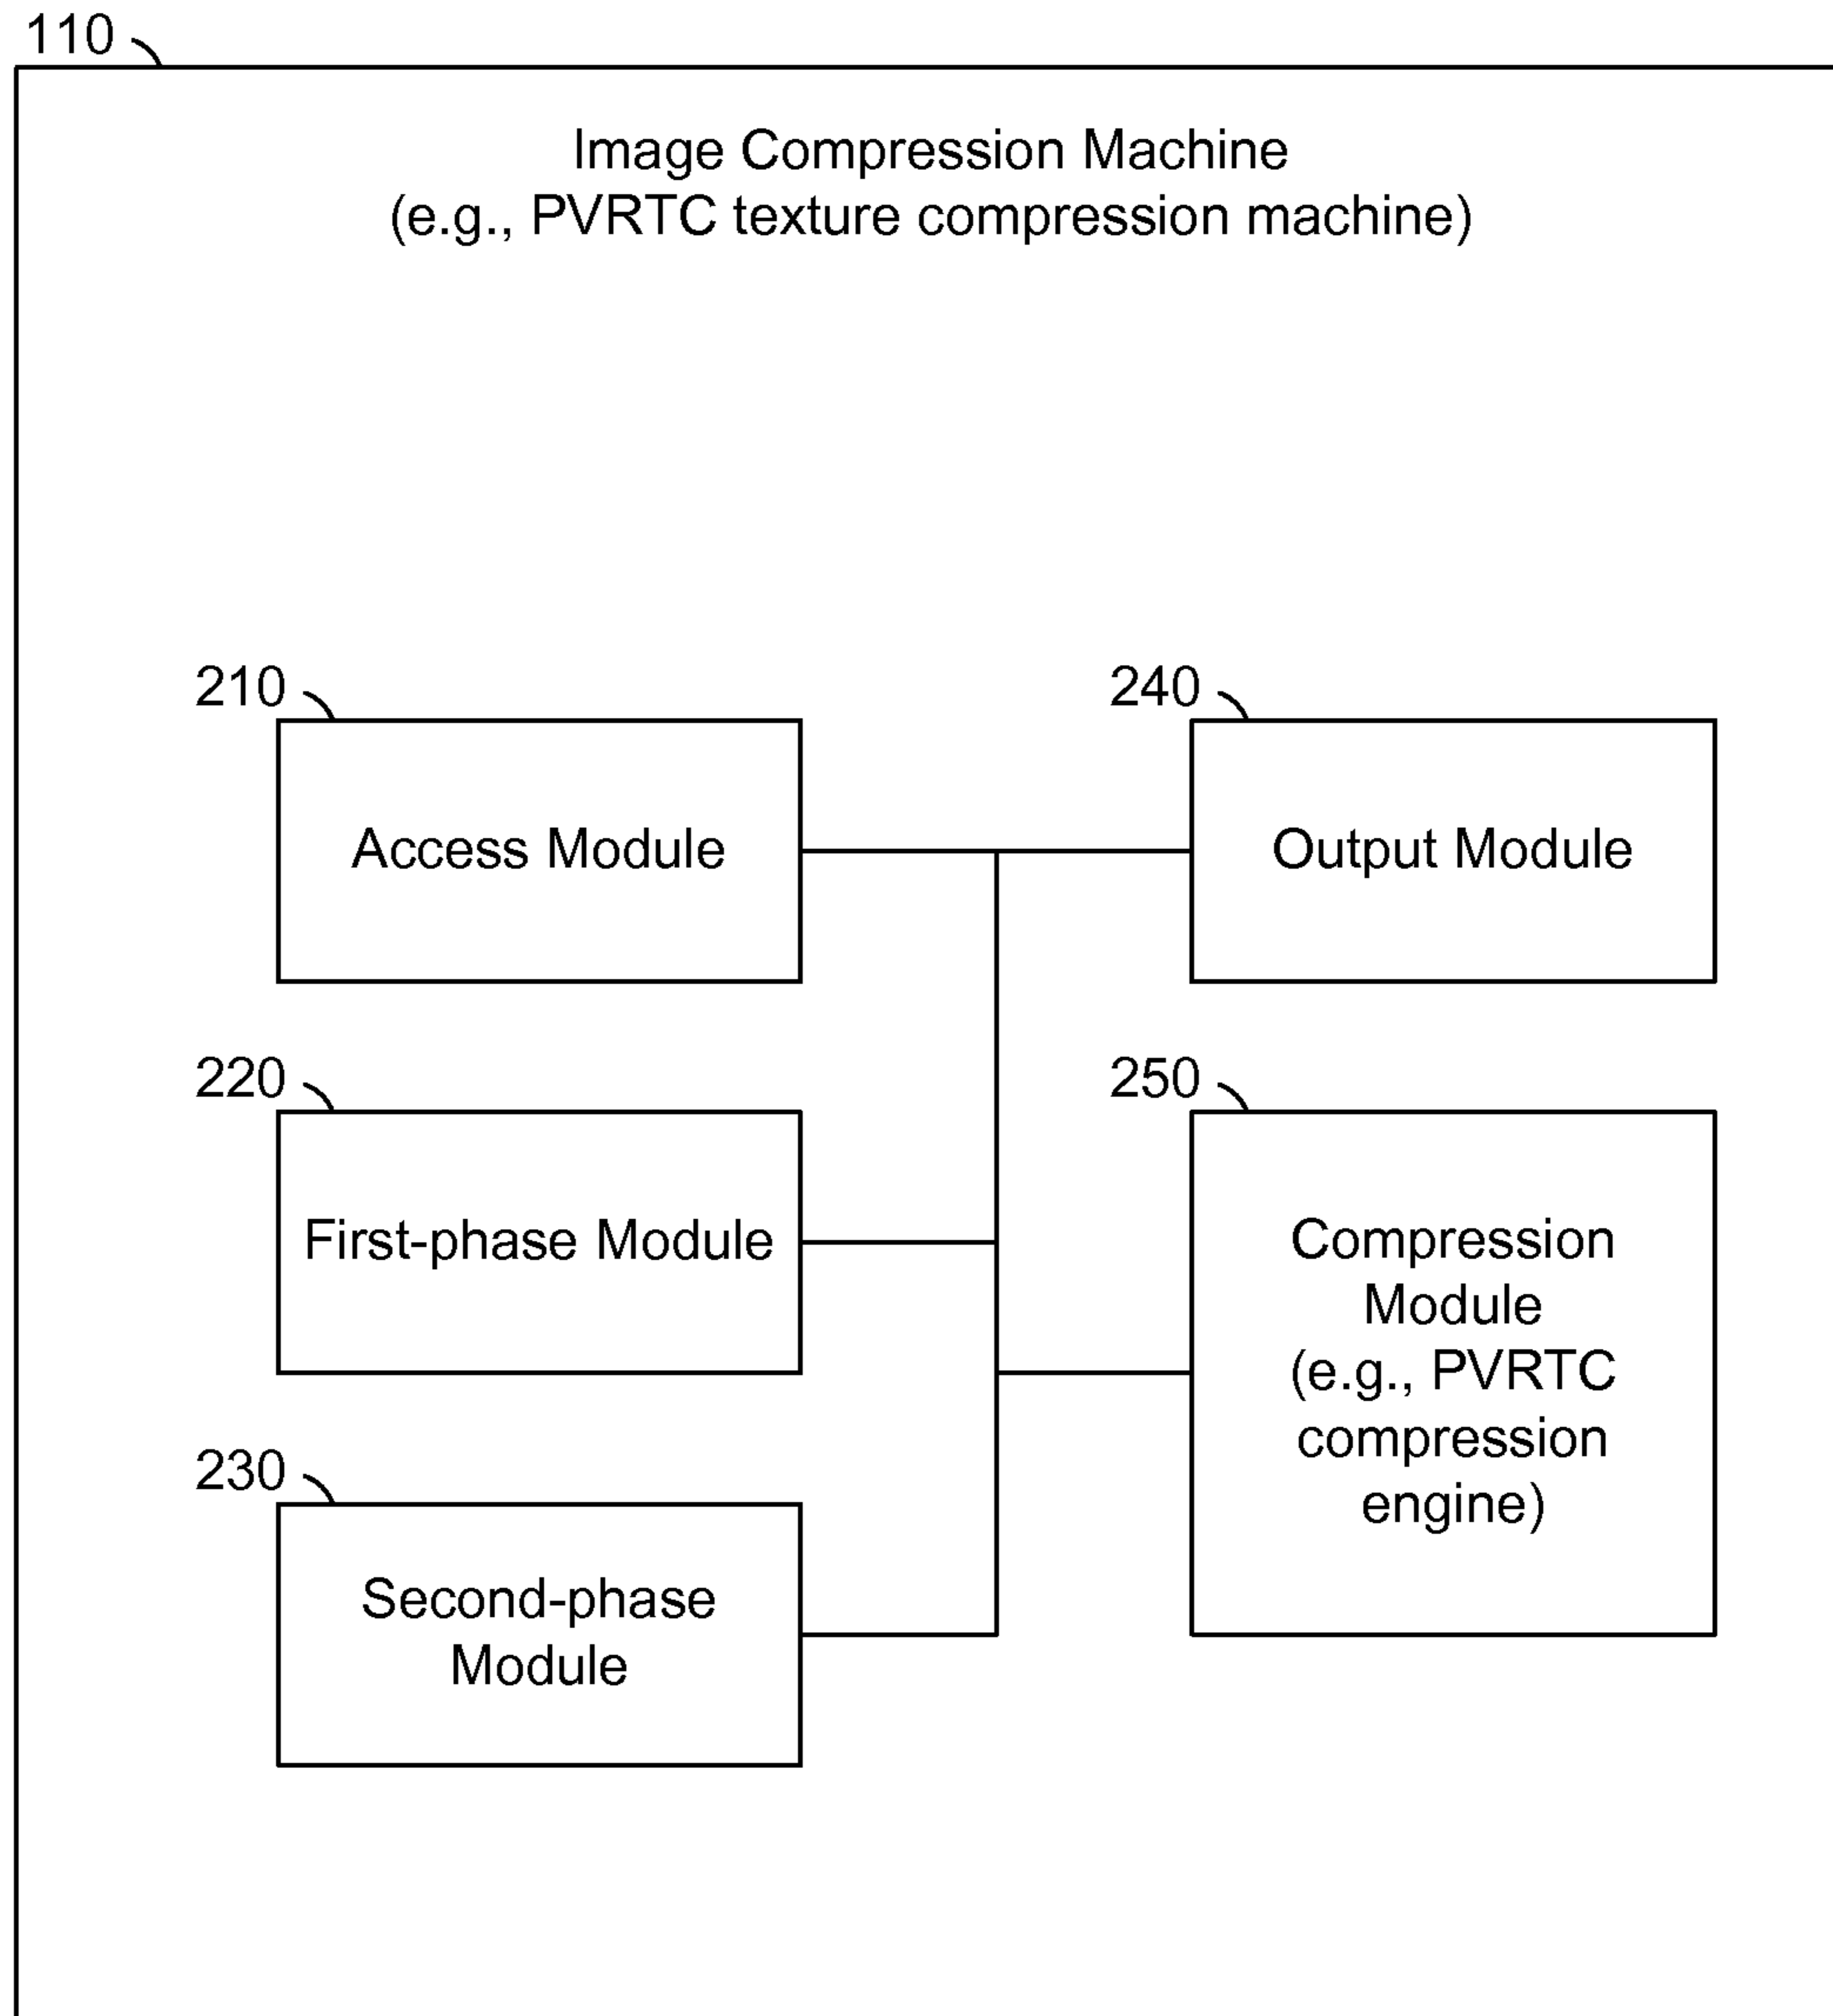 110
Image Compression Machine
(e.g., PVRTC texture compression machine)
210
Access Module
240
Output Module
220
First-phase Module
250
Compression
Module
(e.g., PVRTC
compression
engine)
230
Second-phase
Module